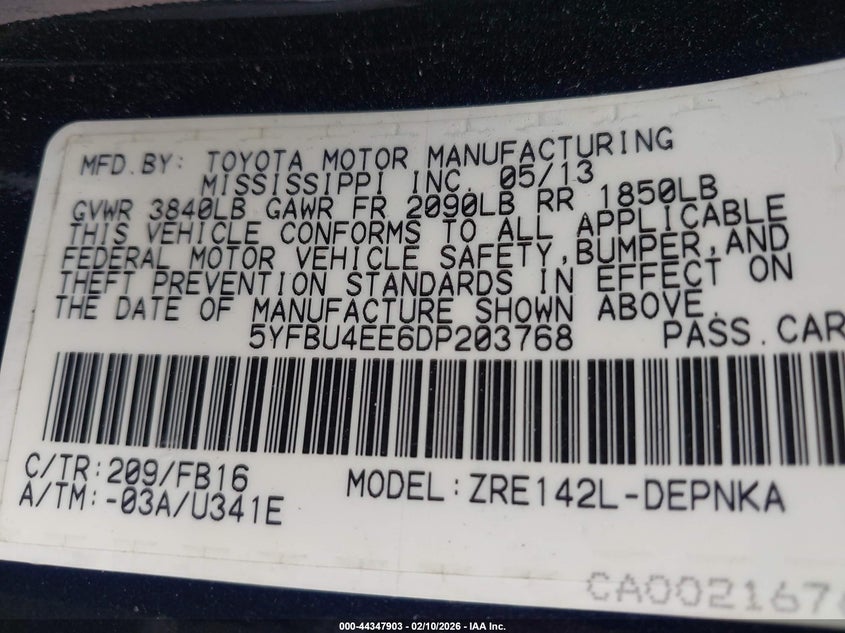 MFD.BY: TOYOTA MOTOR MANUFACTURING
MISSISSIPPI INC. 05/13
GVWR 3840LB GAWR FR 2090LB RR 1850LB
THIS VEHICLE CONFORMS TO ALL APPLICABLE
FEDERAL MOTOR VEHICLE SAFETY,BUMPER,AND
THEFT PREVENTION STANDARDS IN EFFECT ON
THE DATE OF MANUFACTURE SHOWN ABOVE.
5YFBU4EE6DP203768 PASS.CAR
C/TR:209/FB16
A/TM:-03A/U341E
MODEL:ZRE142L-DEPNKA
000-44347903 - 02/10/2026 - IAA Inc.